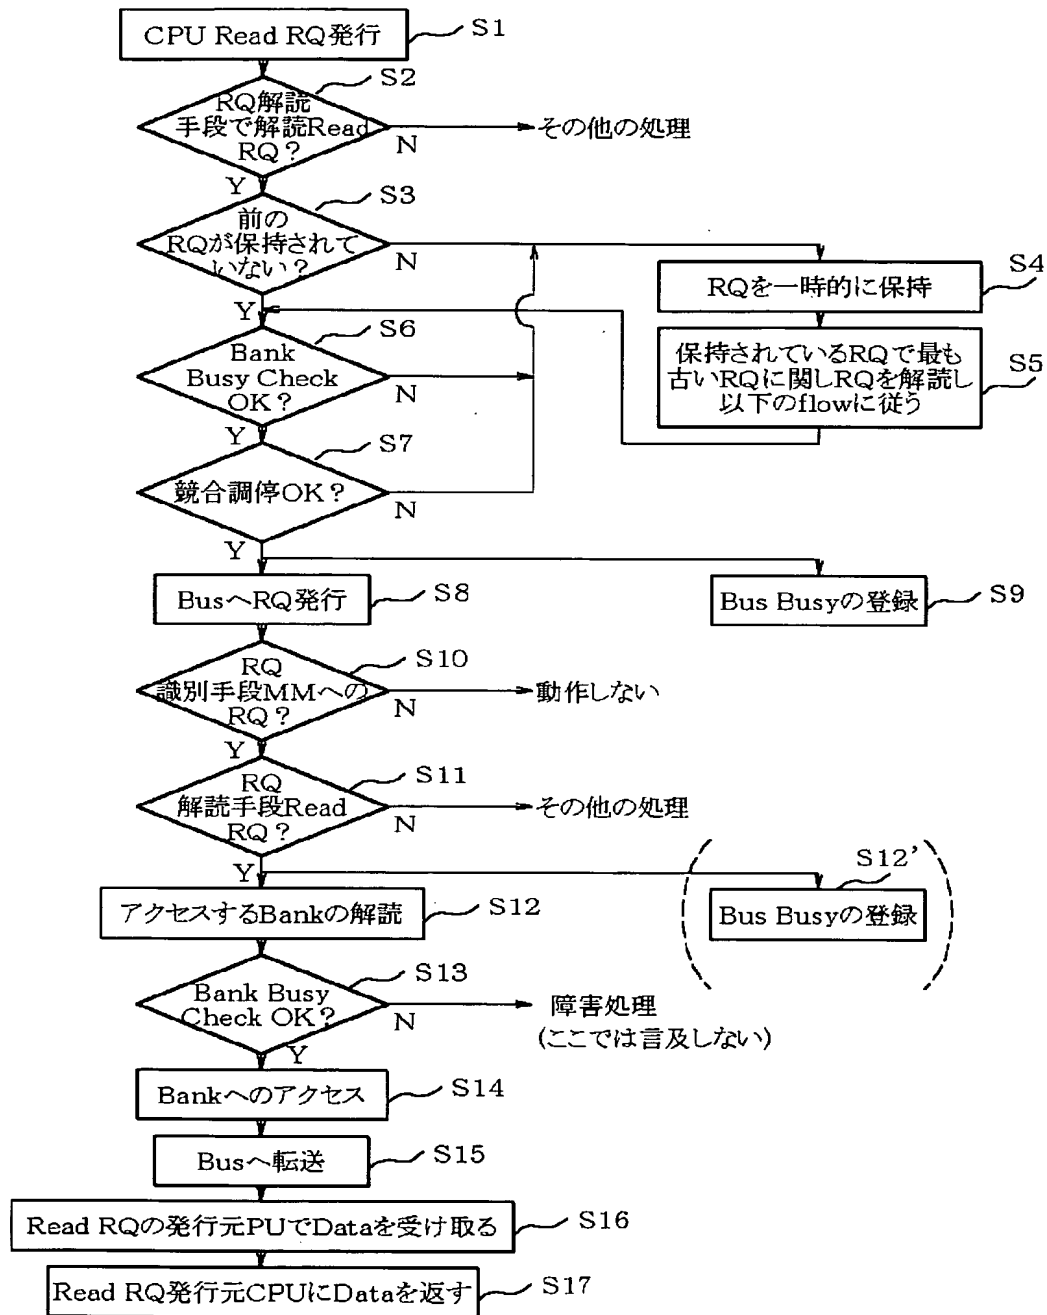 CPU Read RQ発行
S1
S2
RQ解読
手段で解読Read
RQ？
N
その他の処理
Y
S3
前の
RQが保持されて
いない？
N
S4
RQを一時的に保持
Y
S6
Bank
Busy Check
OK？
N
保持されているRQで最も
古いRQに関しRQを解読し
以下のflowに従う
S5
Y
S7
競合調停OK？
N
Y
BusへRQ発行
S8
Bus Busyの登録
S9
S10
RQ
識別手段MMへの
RQ？
N
動作しない
Y
S11
RQ
解読手段Read
RQ？
N
その他の処理
Y
S12'
アクセスするBankの解読
S12
Bus Busyの登録
S13
Bank Busy
Check OK？
N
障害処理
(ここでは言及しない)
Y
Bankへのアクセス
S14
Busへ転送
S15
Read RQの発行元PUでDataを受け取る
S16
Read RQ発行元CPUにDataを返す
S17